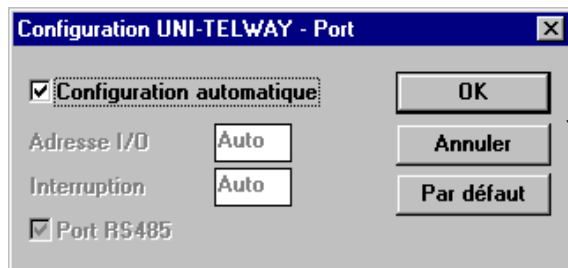 Configuration UNI-TELWAY - Port
Configuration automatique
OK
Adresse I/O Auto
Annuler
Interruption Auto
Par défaut
Port RS485